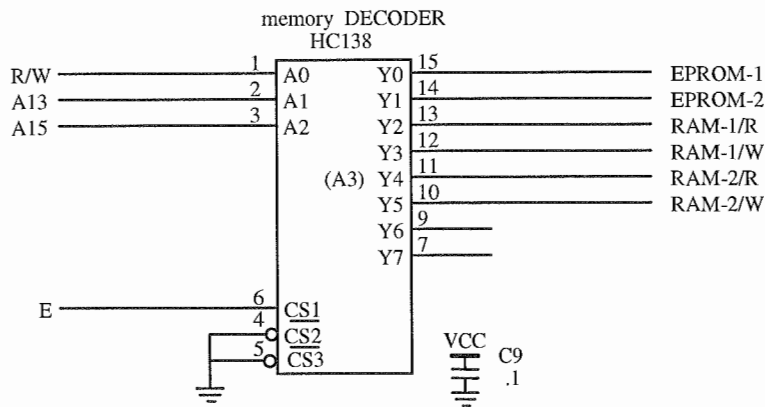 memory DECODER
HC138
R/W 1 A0 Y0 15 EPROM-1
A13 2 A1 Y1 14 EPROM-2
A15 3 A2 Y2 13 RAM-1/R
Y3 12 RAM-1/W
(A3) Y4 11 RAM-2/R
Y5 10 RAM-2/W
Y6 9
Y7 7
E 6 CS1
4 CS2
5 CS3
VCC C9
.1